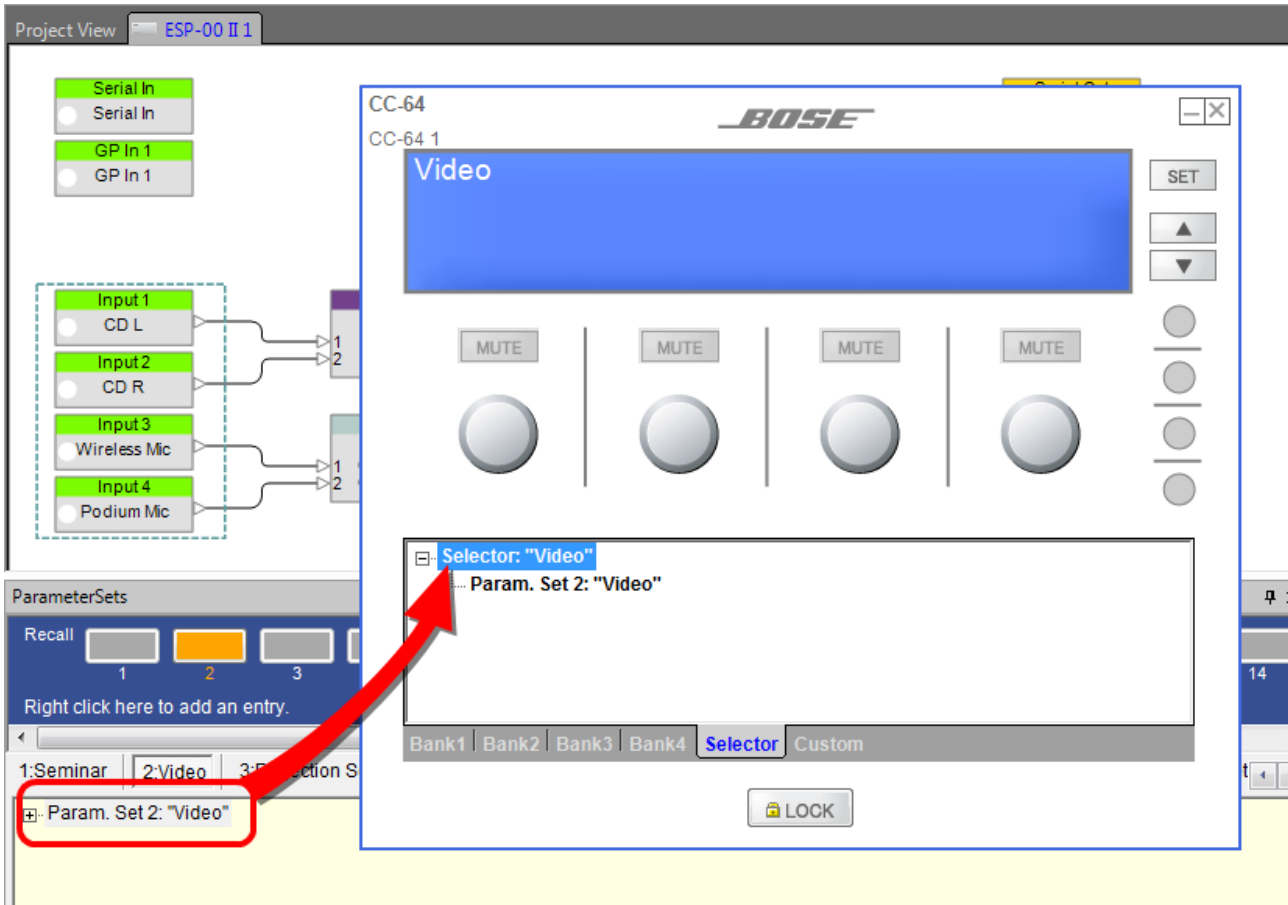 Project View
ESP-00 II 1
Serial In
Serial In
GP In 1
GP In 1
Input 1
CD L
Input 2
CD R
Input 3
Wireless Mic
Input 4
Podium Mic
1
2
1
2
CC-64
BOSE
CC-64 1
Video
SET
MUTE MUTE MUTE MUTE
Selector: "Video"
Param. Set 2: "Video"
Bank1 Bank2 Bank3 Bank4 Selector Custom
LOCK
ParameterSets
Recall
1 2 3 14
Right click here to add an entry.
1:Seminar 2:Video
Param. Set 2: "Video"